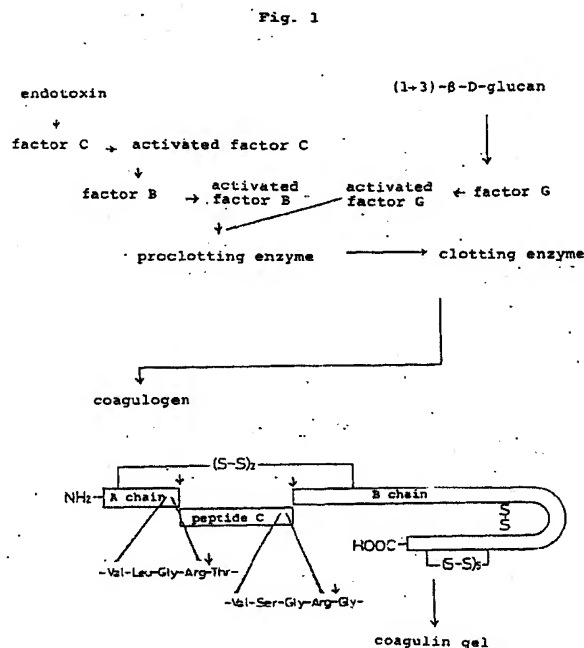 Fig. 1
endotoxin
(1→3)-β-D-glucan
factor C → activated factor C
factor B → activated factor B
activated factor G ← factor G
proclotting enzyme → clotting enzyme
coagulogen
(S-S)₂
NH₂- A chain
B chain
peptide C
S
S
HOOC
(S-S)₅
-Val-Leu-Gly-Arg-Thr-
-Val-Ser-Gly-Arg-Gly-
coagulin gel